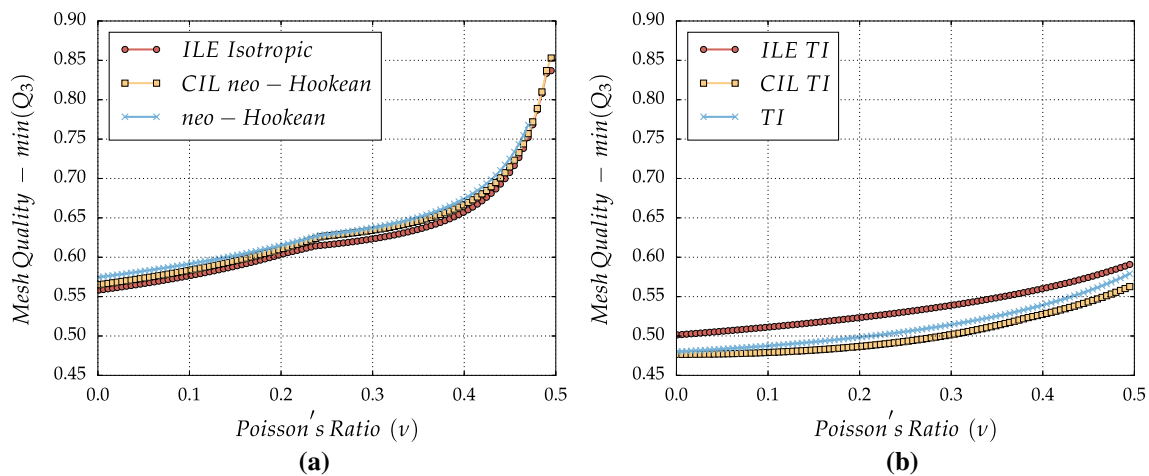 0.90
0.85
0.80
0.75
0.70
0.65
0.60
0.55
0.50
0.45
Mesh Quality − min(Q3)
ILE Isotropic
CIL neo − Hookean
neo − Hookean
0.0 0.1 0.2 0.3 0.4 0.5
Poisson′s Ratio (ν)
(a)
0.90
0.85
0.80
0.75
0.70
0.65
0.60
0.55
0.50
0.45
Mesh Quality − min(Q3)
ILE TI
CIL TI
TI
0.0 0.1 0.2 0.3 0.4 0.5
Poisson′s Ratio (ν)
(b)